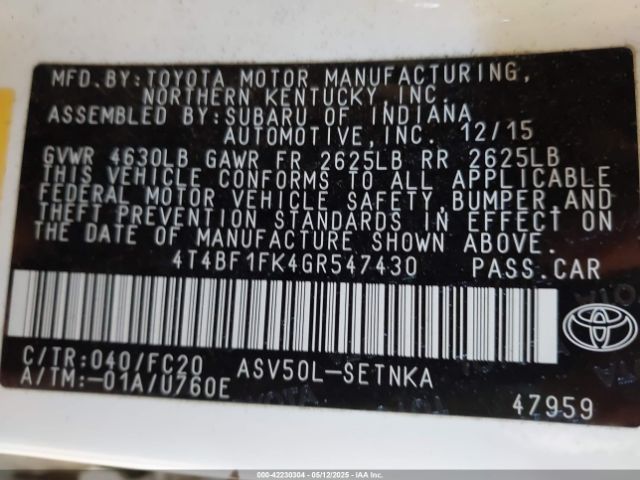 MFD.BY:TOYOTA MOTOR MANUFACTURING,
NORTHERN KENTUCKY,INC.
ASSEMBLED BY:SUBARU OF INDIANA
AUTOMOTIVE,INC. 12/15
GVWR 4630LB GAWR FR 2625LB RR 2625LB
THIS VEHICLE CONFORMS TO ALL APPLICABLE
FEDERAL MOTOR VEHICLE SAFETY,BUMPER,AND
THEFT PREVENTION STANDARDS IN EFFECT ON
THE DATE OF MANUFACTURE SHOWN ABOVE.
4T4BF1FK4GR547430 PASS.CAR
C/TR:040/FC20 ASV50L-SETNKA
A/TM:-01A/U760E
47959
000-42230304 | 05/12/2025 | IAA